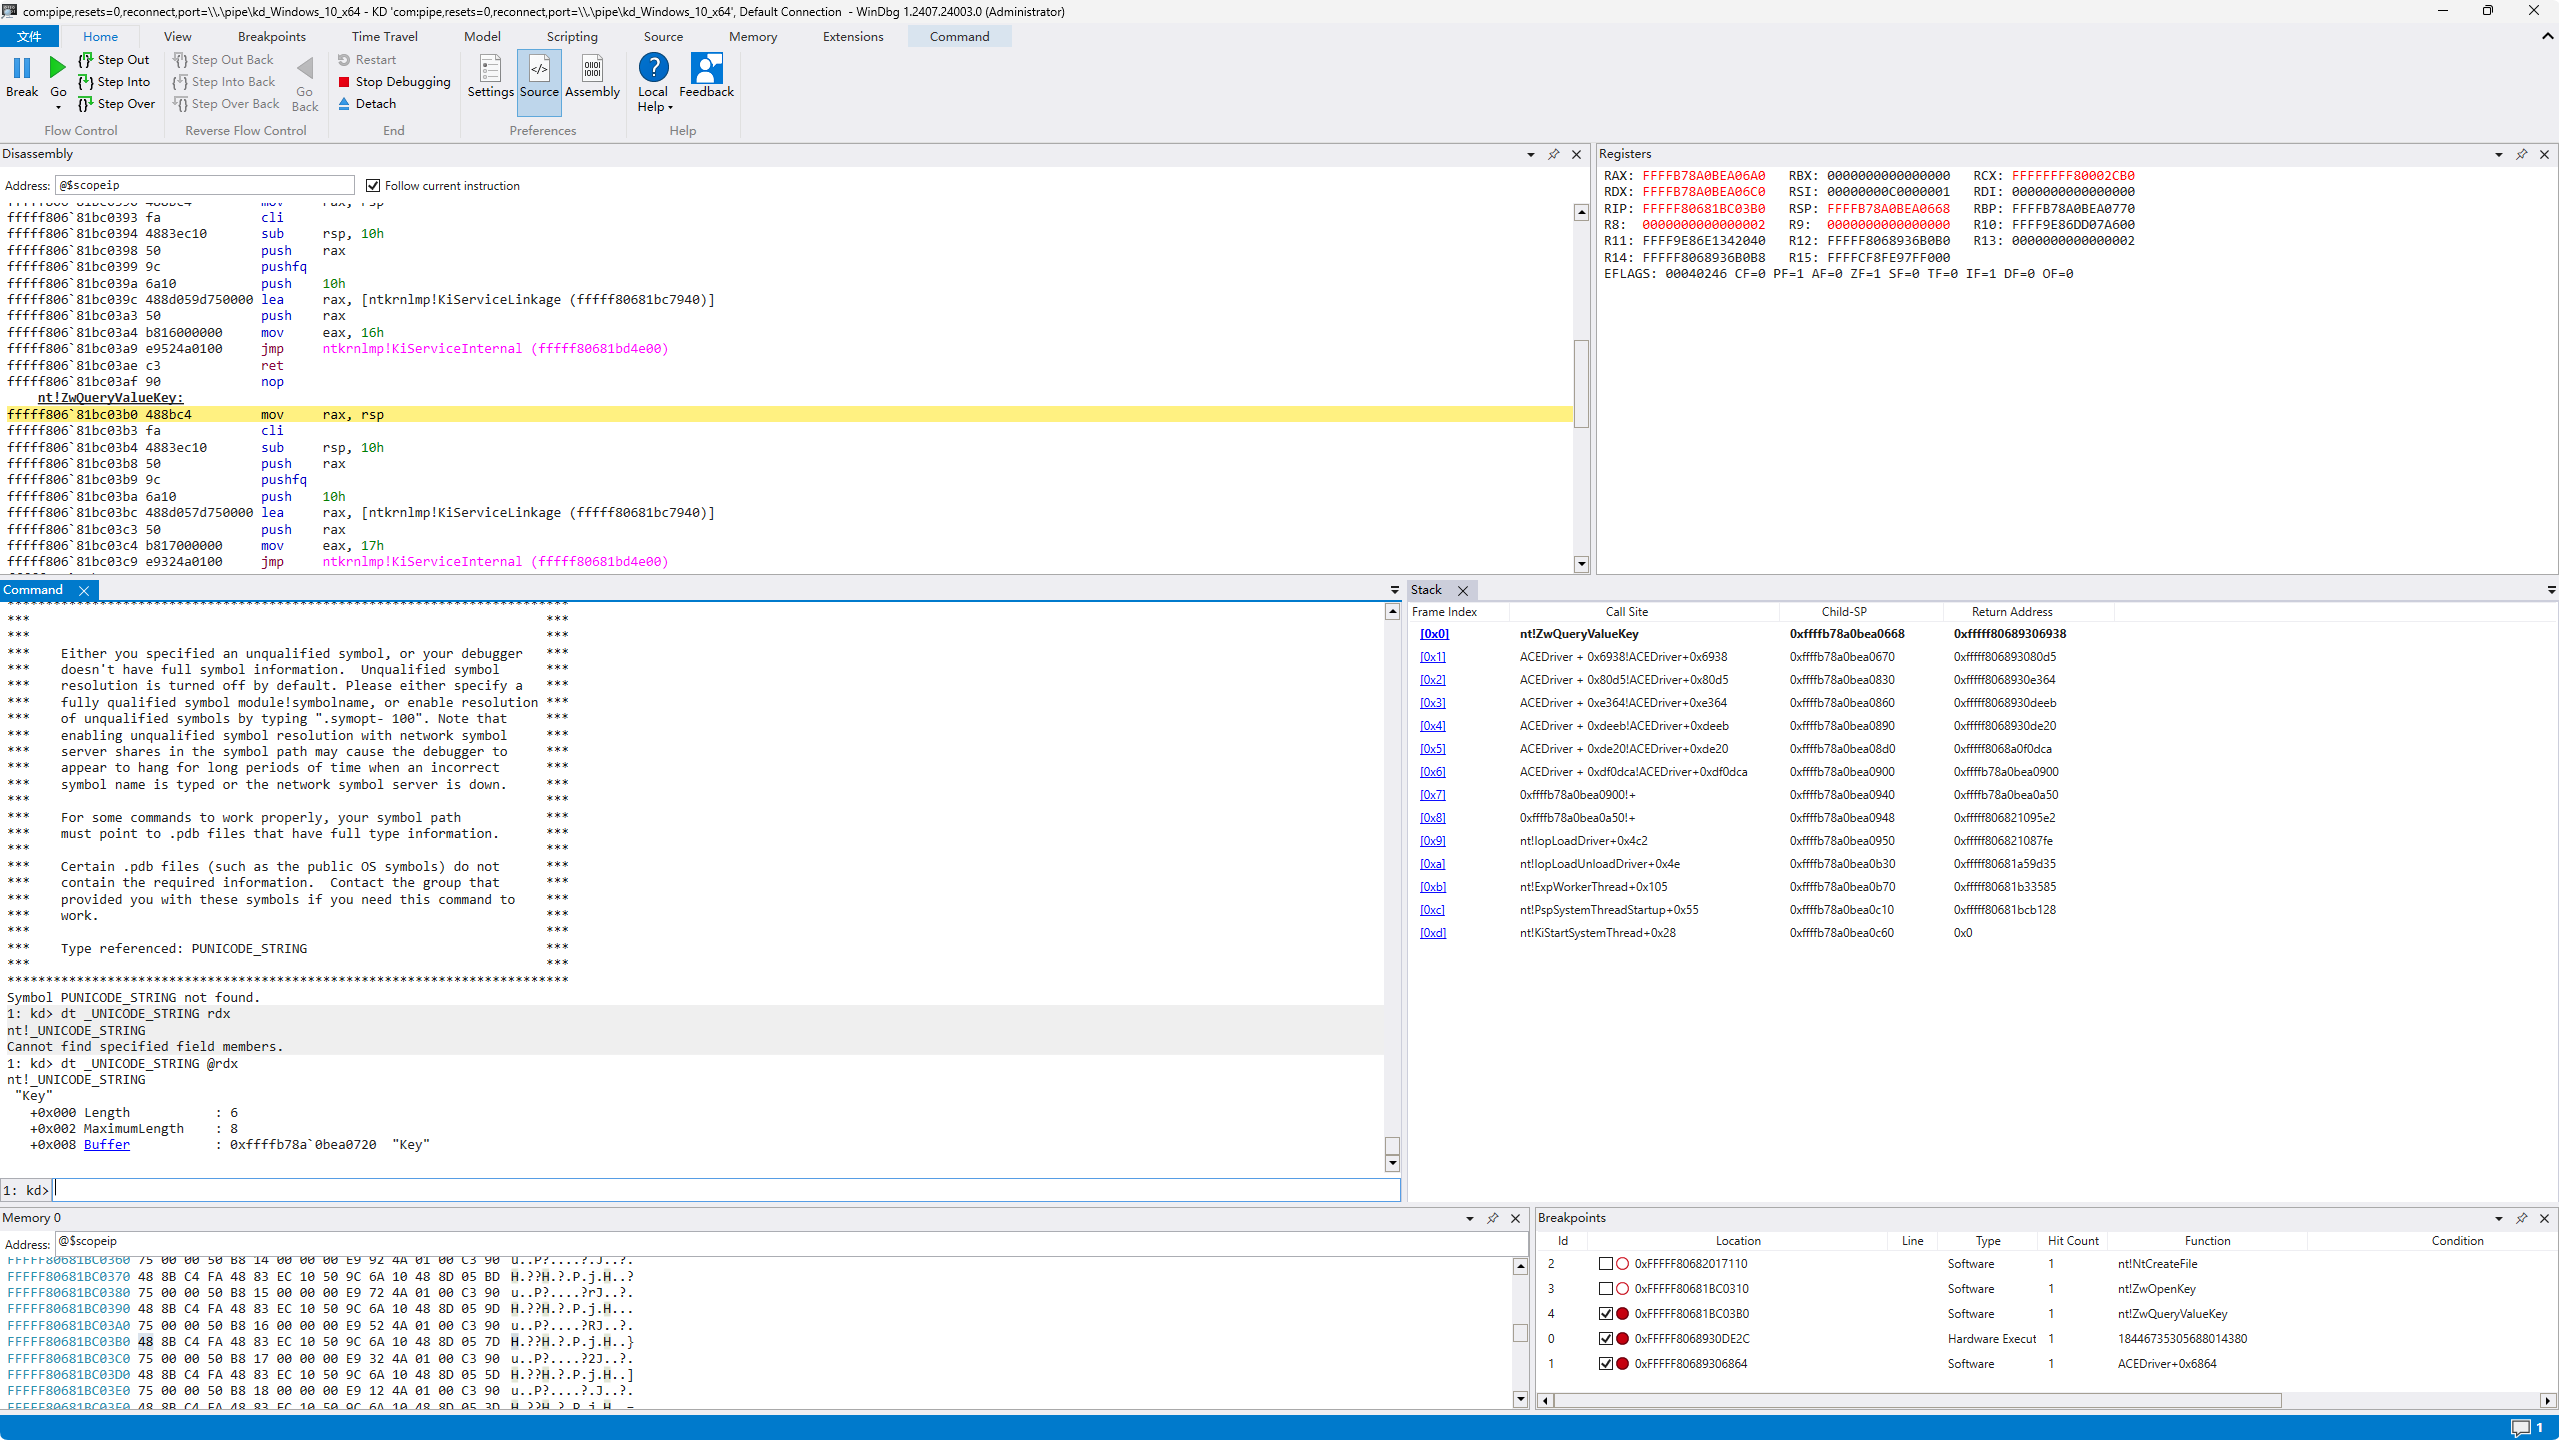 com:pipe,resets=0,reconnect,port=\\.\pipe\kd_Windows_10_x64 - KD 'com:pipe,resets=0,reconnect,port=\\.\pipe\kd_Windows_10_x64', Default Connection - WinDbg 1.2407.24003.0 (Administrator)
文件 Home View Breakpoints Time Travel Model Scripting Source Memory Extensions Command
Step Out Step Out Back Restart
Step Into Step Into Back Stop Debugging
Break Go Step Over Step Over Back Go Back Detach Settings Source Assembly Local Help Feedback
Flow Control Reverse Flow Control End Preferences Help
Disassembly
Address: @$scopeip Follow current instruction
fffff806`81bc0393 fa cli
fffff806`81bc0394 4883ec10 sub rsp, 10h
fffff806`81bc0398 50 push rax
fffff806`81bc0399 9c pushfq
fffff806`81bc039a 6a10 push 10h
fffff806`81bc039c 488d059d750000 lea rax, [ntkrnlmp!KiServiceLinkage (fffff80681bc7940)]
fffff806`81bc03a3 50 push rax
fffff806`81bc03a4 b816000000 mov eax, 16h
fffff806`81bc03a9 e9524a0100 jmp ntkrnlmp!KiServiceInternal (fffff80681bd4e00)
fffff806`81bc03ae c3 ret
fffff806`81bc03af 90 nop
nt!ZwQueryValueKey:
fffff806`81bc03b0 488bc4 mov rax, rsp
fffff806`81bc03b3 fa cli
fffff806`81bc03b4 4883ec10 sub rsp, 10h
fffff806`81bc03b8 50 push rax
fffff806`81bc03b9 9c pushfq
fffff806`81bc03ba 6a10 push 10h
fffff806`81bc03bc 488d057d750000 lea rax, [ntkrnlmp!KiServiceLinkage (fffff80681bc7940)]
fffff806`81bc03c3 50 push rax
fffff806`81bc03c4 b817000000 mov eax, 17h
fffff806`81bc03c9 e9324a0100 jmp ntkrnlmp!KiServiceInternal (fffff80681bd4e00)
Registers
RAX: FFFFB78A0BEA06A0 RBX: 0000000000000000 RCX: FFFFFFFF80002CB0
RDX: FFFFB78A0BEA06C0 RSI: 00000000C0000001 RDI: 0000000000000000
RIP: FFFFF80681BC03B0 RSP: FFFFB78A0BEA0668 RBP: FFFFB78A0BEA0770
R8: 0000000000000002 R9: 0000000000000000 R10: FFFF9E86DD07A600
R11: FFFF9E86E1342040 R12: FFFFF8068936B0B0 R13: 0000000000000002
R14: FFFFF8068936B0B8 R15: FFFFCF8FE97FF000
EFLAGS: 00040246 CF=0 PF=1 AF=0 ZF=1 SF=0 TF=0 IF=1 DF=0 OF=0
Command
*** ***
*** ***
*** Either you specified an unqualified symbol, or your debugger ***
*** doesn't have full symbol information. Unqualified symbol ***
*** resolution is turned off by default. Please either specify a ***
*** fully qualified symbol module!symbolname, or enable resolution ***
*** of unqualified symbols by typing ".symopt- 100". Note that ***
*** enabling unqualified symbol resolution with network symbol ***
*** server shares in the symbol path may cause the debugger to ***
*** appear to hang for long periods of time when an incorrect ***
*** symbol name is typed or the network symbol server is down. ***
*** ***
*** For some commands to work properly, your symbol path ***
*** must point to .pdb files that have full type information. ***
*** ***
*** Certain .pdb files (such as the public OS symbols) do not ***
*** contain the required information. Contact the group that ***
*** provided you with these symbols if you need this command to ***
*** work. ***
*** ***
*** Type referenced: PUNICODE_STRING ***
*** ***
*************************************************************************
Symbol PUNICODE_STRING not found.
1: kd> dt _UNICODE_STRING rdx
nt!_UNICODE_STRING
Cannot find specified field members.
1: kd> dt _UNICODE_STRING @rdx
nt!_UNICODE_STRING
"Key"
+0x000 Length : 6
+0x002 MaximumLength : 8
+0x008 Buffer : 0xffffb78a`0bea0720 "Key"
1: kd>
Stack
Frame Index Call Site Child-SP Return Address
[0x0] nt!ZwQueryValueKey 0xffffb78a0bea0668 0xfffff80689306938
[0x1] ACEDriver + 0x6938!ACEDriver+0x6938 0xffffb78a0bea0670 0xfffff806893080d5
[0x2] ACEDriver + 0x80d5!ACEDriver+0x80d5 0xffffb78a0bea0830 0xfffff8068930e364
[0x3] ACEDriver + 0xe364!ACEDriver+0xe364 0xffffb78a0bea0860 0xfffff8068930deeb
[0x4] ACEDriver + 0xdeeb!ACEDriver+0xdeeb 0xffffb78a0bea0890 0xfffff8068930de20
[0x5] ACEDriver + 0xde20!ACEDriver+0xde20 0xffffb78a0bea08d0 0xfffff8068a0f0dca
[0x6] ACEDriver + 0xdf0dca!ACEDriver+0xdf0dca 0xffffb78a0bea0900 0xffffb78a0bea0900
[0x7] 0xffffb78a0bea0900!+ 0xffffb78a0bea0940 0xffffb78a0bea0a50
[0x8] 0xffffb78a0bea0a50!+ 0xffffb78a0bea0948 0xfffff806821095e2
[0x9] nt!IopLoadDriver+0x4c2 0xffffb78a0bea0950 0xfffff806821087fe
[0xa] nt!IopLoadUnloadDriver+0x4e 0xffffb78a0bea0b30 0xfffff80681a59d35
[0xb] nt!ExpWorkerThread+0x105 0xffffb78a0bea0b70 0xfffff80681b33585
[0xc] nt!PspSystemThreadStartup+0x55 0xffffb78a0bea0c10 0xfffff80681bcb128
[0xd] nt!KiStartSystemThread+0x28 0xffffb78a0bea0c60 0x0
Memory 0
Address: @$scopeip
FFFFF80681BC0360 75 00 00 50 B8 14 00 00 00 E9 92 4A 01 00 C3 90 u..P?....?.J..?.
FFFFF80681BC0370 48 8B C4 FA 48 83 EC 10 50 9C 6A 10 48 8D 05 BD H.??H.?.P.j.H..?
FFFFF80681BC0380 75 00 00 50 B8 15 00 00 00 E9 72 4A 01 00 C3 90 u..P?....?rJ..?.
FFFFF80681BC0390 48 8B C4 FA 48 83 EC 10 50 9C 6A 10 48 8D 05 9D H.??H.?.P.j.H...
FFFFF80681BC03A0 75 00 00 50 B8 16 00 00 00 E9 52 4A 01 00 C3 90 u..P?....?RJ..?.
FFFFF80681BC03B0 48 8B C4 FA 48 83 EC 10 50 9C 6A 10 48 8D 05 7D H.??H.?.P.j.H..}
FFFFF80681BC03C0 75 00 00 50 B8 17 00 00 00 E9 32 4A 01 00 C3 90 u..P?....?2J..?.
FFFFF80681BC03D0 48 8B C4 FA 48 83 EC 10 50 9C 6A 10 48 8D 05 5D H.??H.?.P.j.H..]
FFFFF80681BC03E0 75 00 00 50 B8 18 00 00 00 E9 12 4A 01 00 C3 90 u..P?....?.J..?.
Breakpoints
Id Location Line Type Hit Count Function Condition
2 0xFFFFF80682017110 Software 1 nt!NtCreateFile
3 0xFFFFF80681BC0310 Software 1 nt!ZwOpenKey
4 0xFFFFF80681BC03B0 Software 1 nt!ZwQueryValueKey
0 0xFFFFF8068930DE2C Hardware Execut 1 18446735305688014380
1 0xFFFFF80689306864 Software 1 ACEDriver+0x6864
1